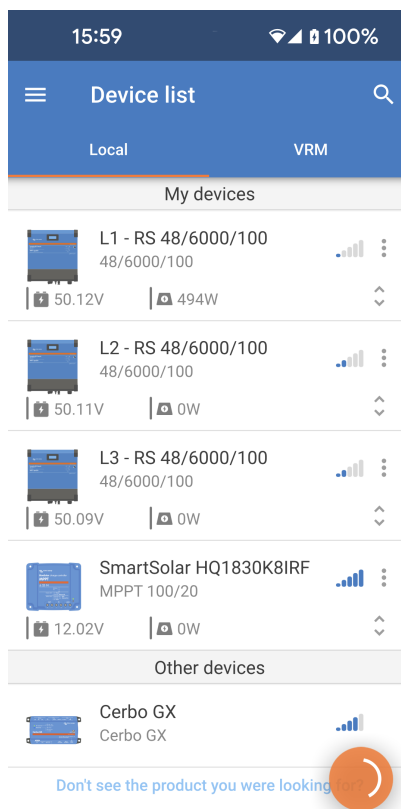 15:59
100%
Device list
Local
VRM
My devices
L1 - RS 48/6000/100
48/6000/100
50.12V
494W
L2 - RS 48/6000/100
48/6000/100
50.11V
0W
L3 - RS 48/6000/100
48/6000/100
50.09V
0W
SmartSolar HQ1830K8IRF
MPPT 100/20
12.02V
0W
Other devices
Cerbo GX
Cerbo GX
Don't see the product you were looking for?